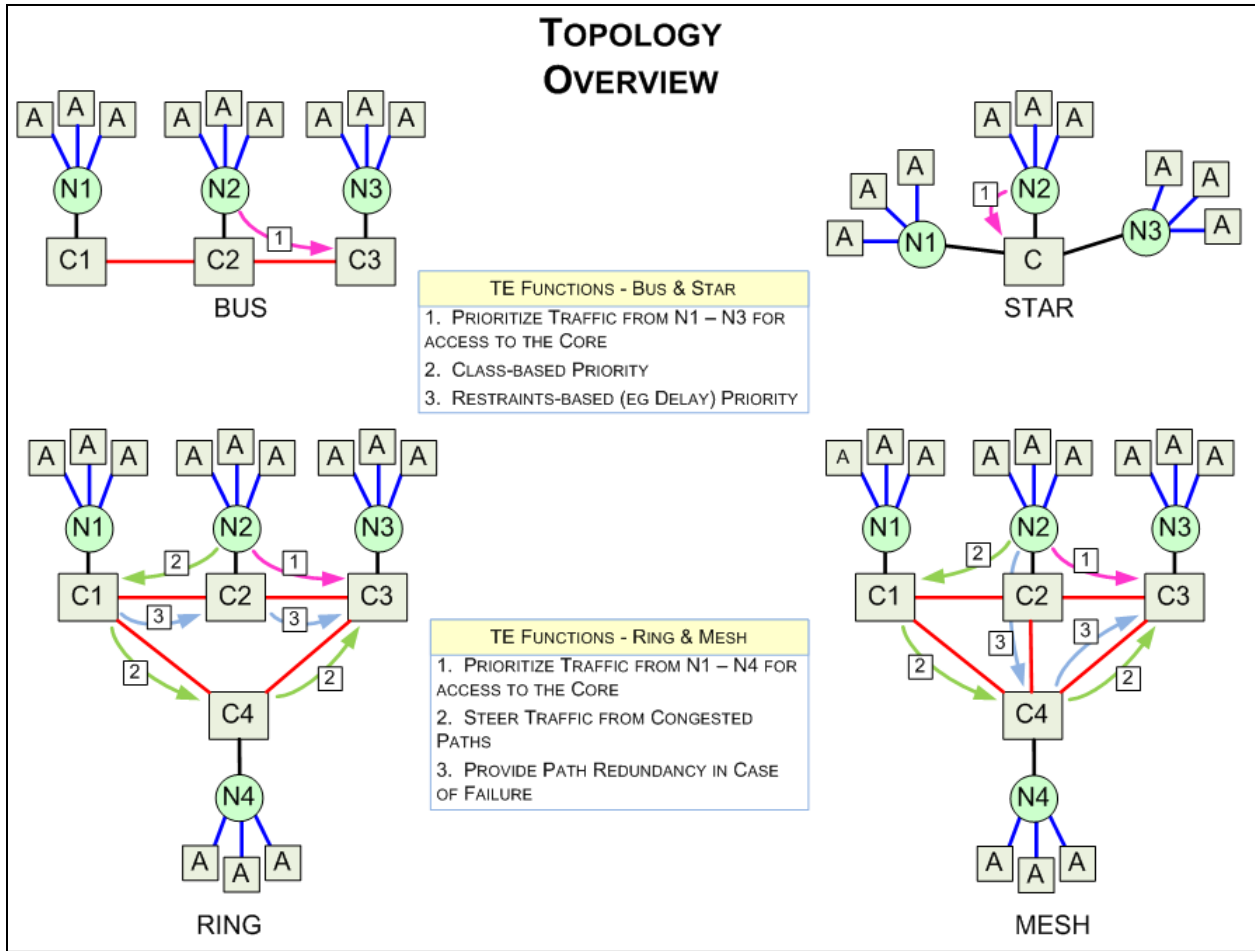 TOPOLOGY
OVERVIEW
A A A
A A A
A A A
N1 N2 N3
1
C1 C2 C3
BUS
A A A
A A A
A A A
N1 N2 N3
1
C
STAR
TE FUNCTIONS - BUS & STAR
1. PRIORITIZE TRAFFIC FROM N1 – N3 FOR
ACCESS TO THE CORE
2. CLASS-BASED PRIORITY
3. RESTRAINTS-BASED (EG DELAY) PRIORITY
A A A
A A A
A A A
N1 N2 N3
2 1
C1 C2 C3
3 3
2 2
C4
N4
A A A
RING
TE FUNCTIONS - RING & MESH
1. PRIORITIZE TRAFFIC FROM N1 – N4 FOR
ACCESS TO THE CORE
2. STEER TRAFFIC FROM CONGESTED
PATHS
3. PROVIDE PATH REDUNDANCY IN CASE
OF FAILURE
A A A
A A A
A A A
N1 N2 N3
2 1
C1 C2 C3
3 3
2 2
C4
N4
A A A
MESH